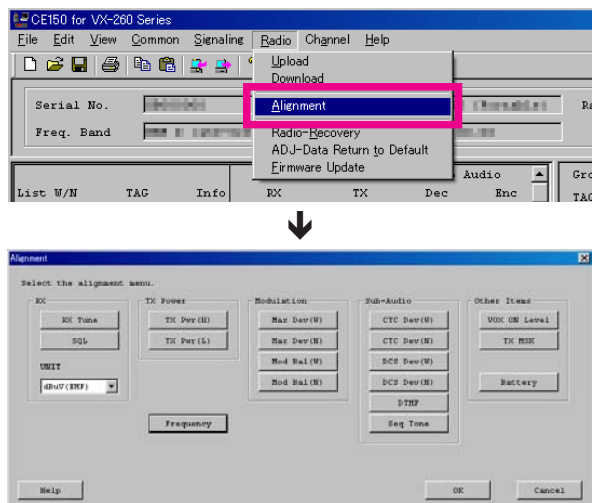 CE150 for VX-260 Series
File Edit View Common Signaling Radio Channel Help
Upload
Download
Serial No.
Alignment
Freq. Band
Radio-Recovery
ADJ-Data Return to Default
Firmware Update
Audio
List W/N TAG Info RX TX Dec Enc
TAG
Alignment
Select the alignment menu.
RX TX Power Modulation Sub-Audio Other Items
RX Tune TX Pwr(H) Max Dev(W) CTC Dev(W) VOX ON Level
SQL TX Pwr(L) Max Dev(N) CTC Dev(N) TX MSK
UNIT Mod Bal(W) DCS Dev(W)
dBuV(EMF) Mod Bal(N) DCS Dev(N) Battery
DTMF
Frequency Seq Tone
Help OK Cancel